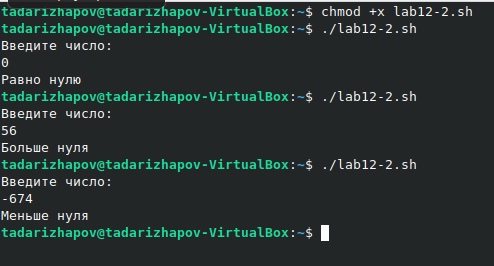 tadarizhapov@tadarizhapov-VirtualBox:~$ chmod +x lab12-2.sh
tadarizhapov@tadarizhapov-VirtualBox:~$ ./lab12-2.sh
Введите число:
0
Равно нулю
tadarizhapov@tadarizhapov-VirtualBox:~$ ./lab12-2.sh
Введите число:
56
Больше нуля
tadarizhapov@tadarizhapov-VirtualBox:~$ ./lab12-2.sh
Введите число:
-674
Меньше нуля
tadarizhapov@tadarizhapov-VirtualBox:~$